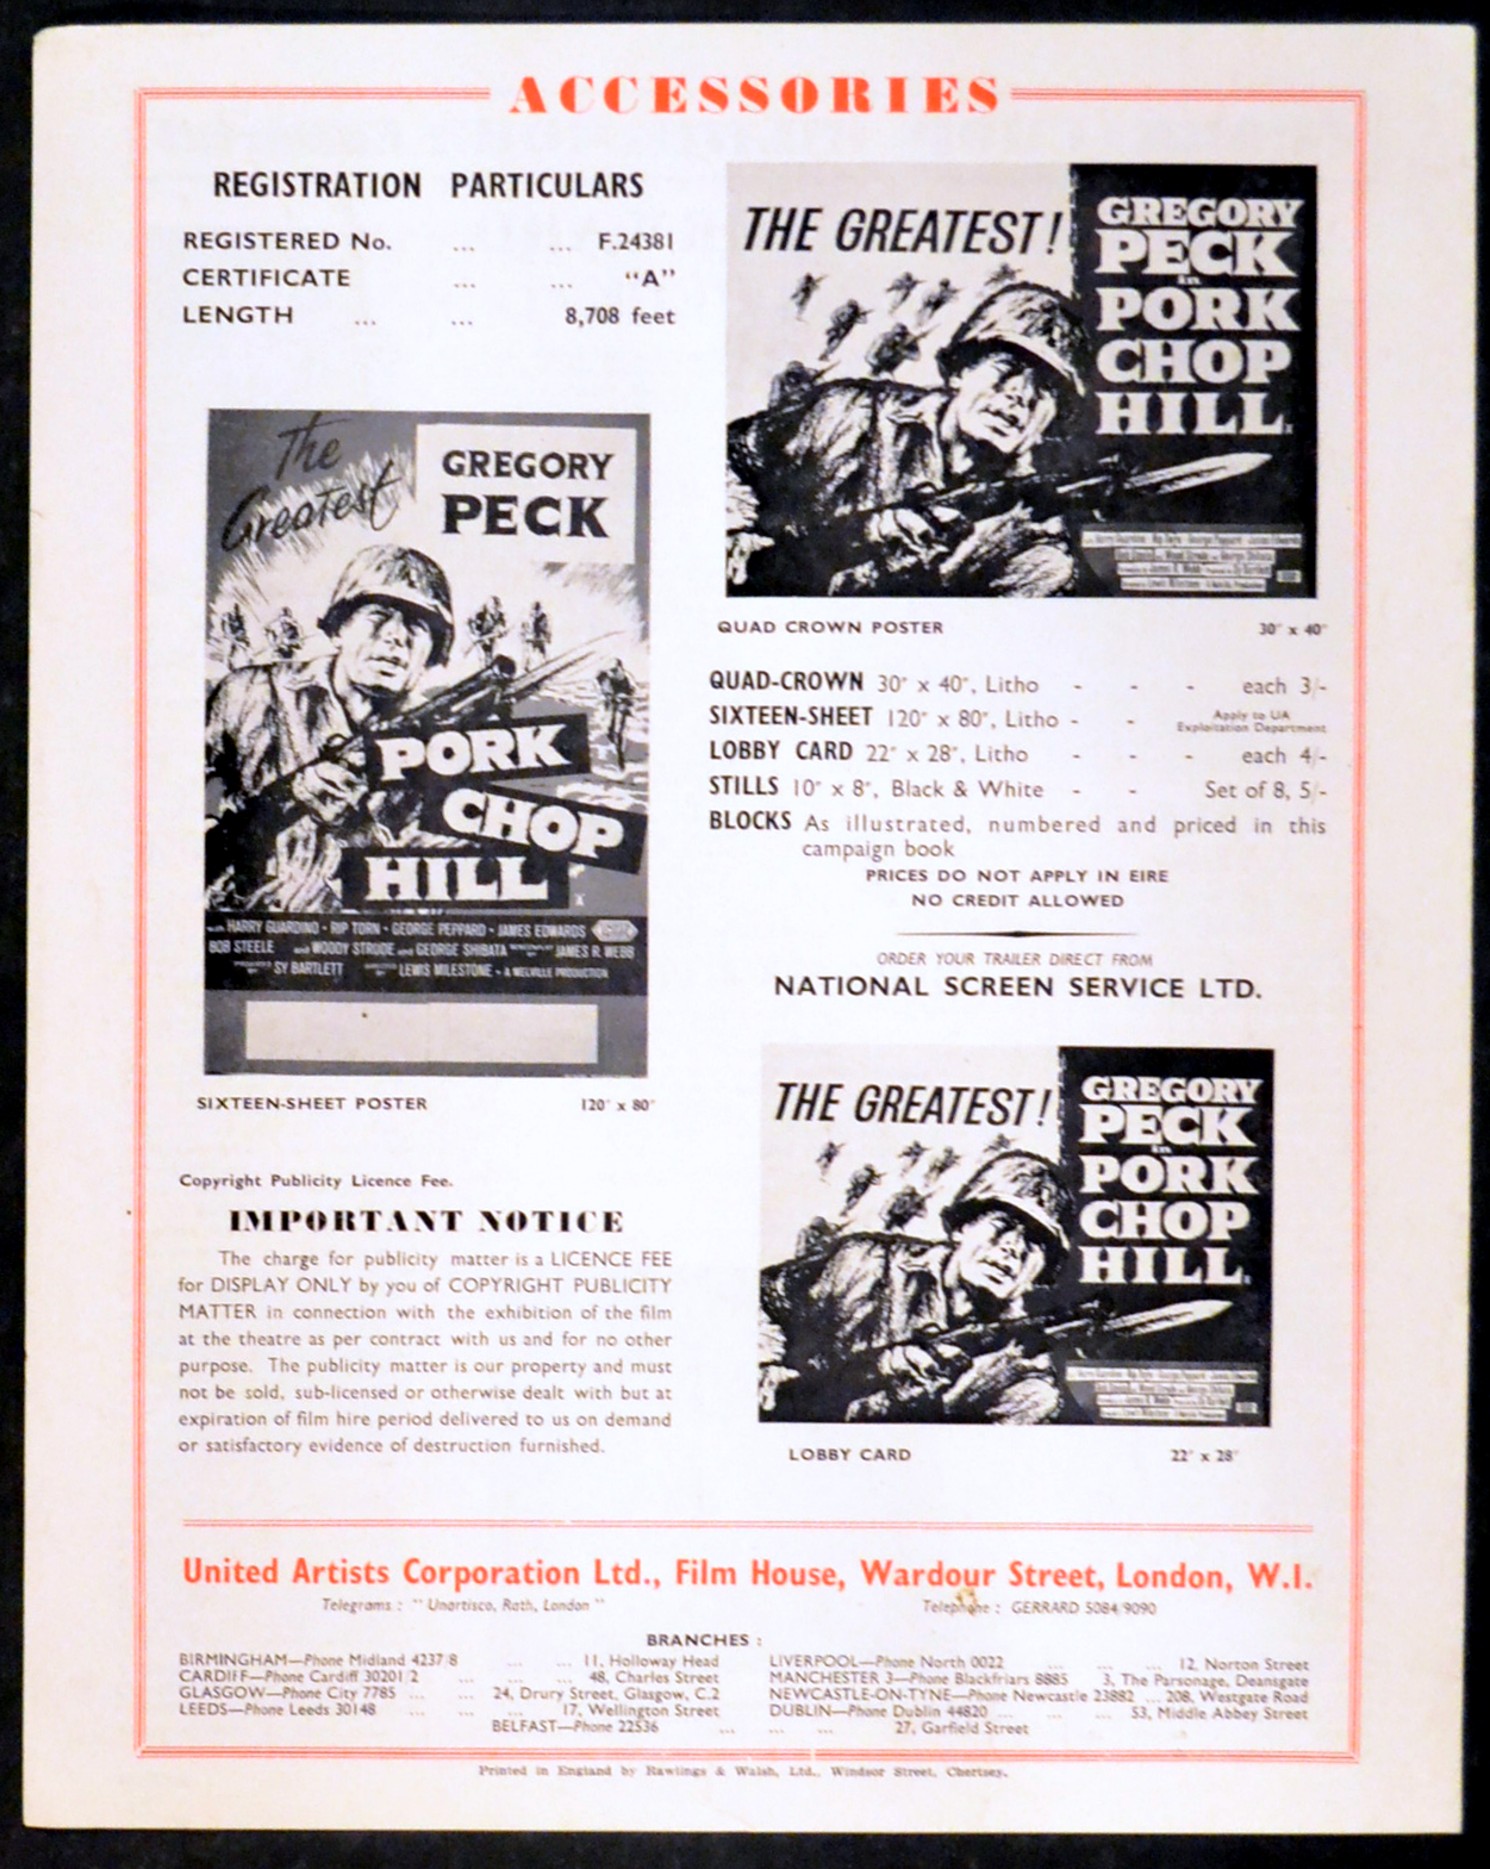 ACCESSORIES
REGISTRATION PARTICULARS
REGISTERED No. ... ... F.24381
CERTIFICATE ... ... "A"
LENGTH ... ... 8,708 feet
The
Greatest
GREGORY
PECK
PORK
CHOP
HILL
X
HARRY GUARDINO • RIP TORN • GEORGE PEPPARD • JAMES EDWARDS
BOB STEELE and WOODY STRODE and GEORGE SHIBATA JAMES R. WEBB
SY BARTLETT LEWIS MILESTONE • A MELVILLE PRODUCTION
SIXTEEN-SHEET POSTER 120" x 80"
Copyright Publicity Licence Fee.
IMPORTANT NOTICE
The charge for publicity matter is a LICENCE FEE
for DISPLAY ONLY by you of COPYRIGHT PUBLICITY
MATTER in connection with the exhibition of the film
at the theatre as per contract with us and for no other
purpose. The publicity matter is our property and must
not be sold, sub-licensed or otherwise dealt with but at
expiration of film hire period delivered to us on demand
or satisfactory evidence of destruction furnished.
THE GREATEST!
GREGORY
PECK
in
PORK
CHOP
HILL
QUAD CROWN POSTER 30" x 40"
QUAD-CROWN 30" x 40", Litho - - - each 3/-
SIXTEEN-SHEET 120" x 80", Litho - - Apply to UA
Exploitation Department
LOBBY CARD 22" x 28", Litho - - - each 4/-
STILLS 10" x 8", Black & White - - Set of 8, 5/-
BLOCKS As illustrated, numbered and priced in this
campaign book
PRICES DO NOT APPLY IN EIRE
NO CREDIT ALLOWED
ORDER YOUR TRAILER DIRECT FROM
NATIONAL SCREEN SERVICE LTD.
THE GREATEST!
GREGORY
PECK
in
PORK
CHOP
HILL
LOBBY CARD 22" x 28"
United Artists Corporation Ltd., Film House, Wardour Street, London, W.I.
Telegrams : " Unartisco, Rath, London " Telephone : GERRARD 5084/9090
BRANCHES :
BIRMINGHAM—Phone Midland 4237/8 ... ... 11, Holloway Head
CARDIFF—Phone Cardiff 30201/2 ... ... 48, Charles Street
GLASGOW—Phone City 7785 ... ... 24, Drury Street, Glasgow, C.2
LEEDS—Phone Leeds 30148 ... ... ... 17, Wellington Street
LIVERPOOL—Phone North 0022 ... ... ... 12, Norton Street
MANCHESTER 3—Phone Blackfriars 8885 3, The Parsonage, Deansgate
NEWCASTLE-ON-TYNE—Phone Newcastle 23882 ... 208, Westgate Road
DUBLIN—Phone Dublin 44820 ... ... ... 53, Middle Abbey Street
BELFAST—Phone 22536 ... ... ... 27, Garfield Street
Printed in England by Rawlings & Walsh, Ltd., Windsor Street, Chertsey.